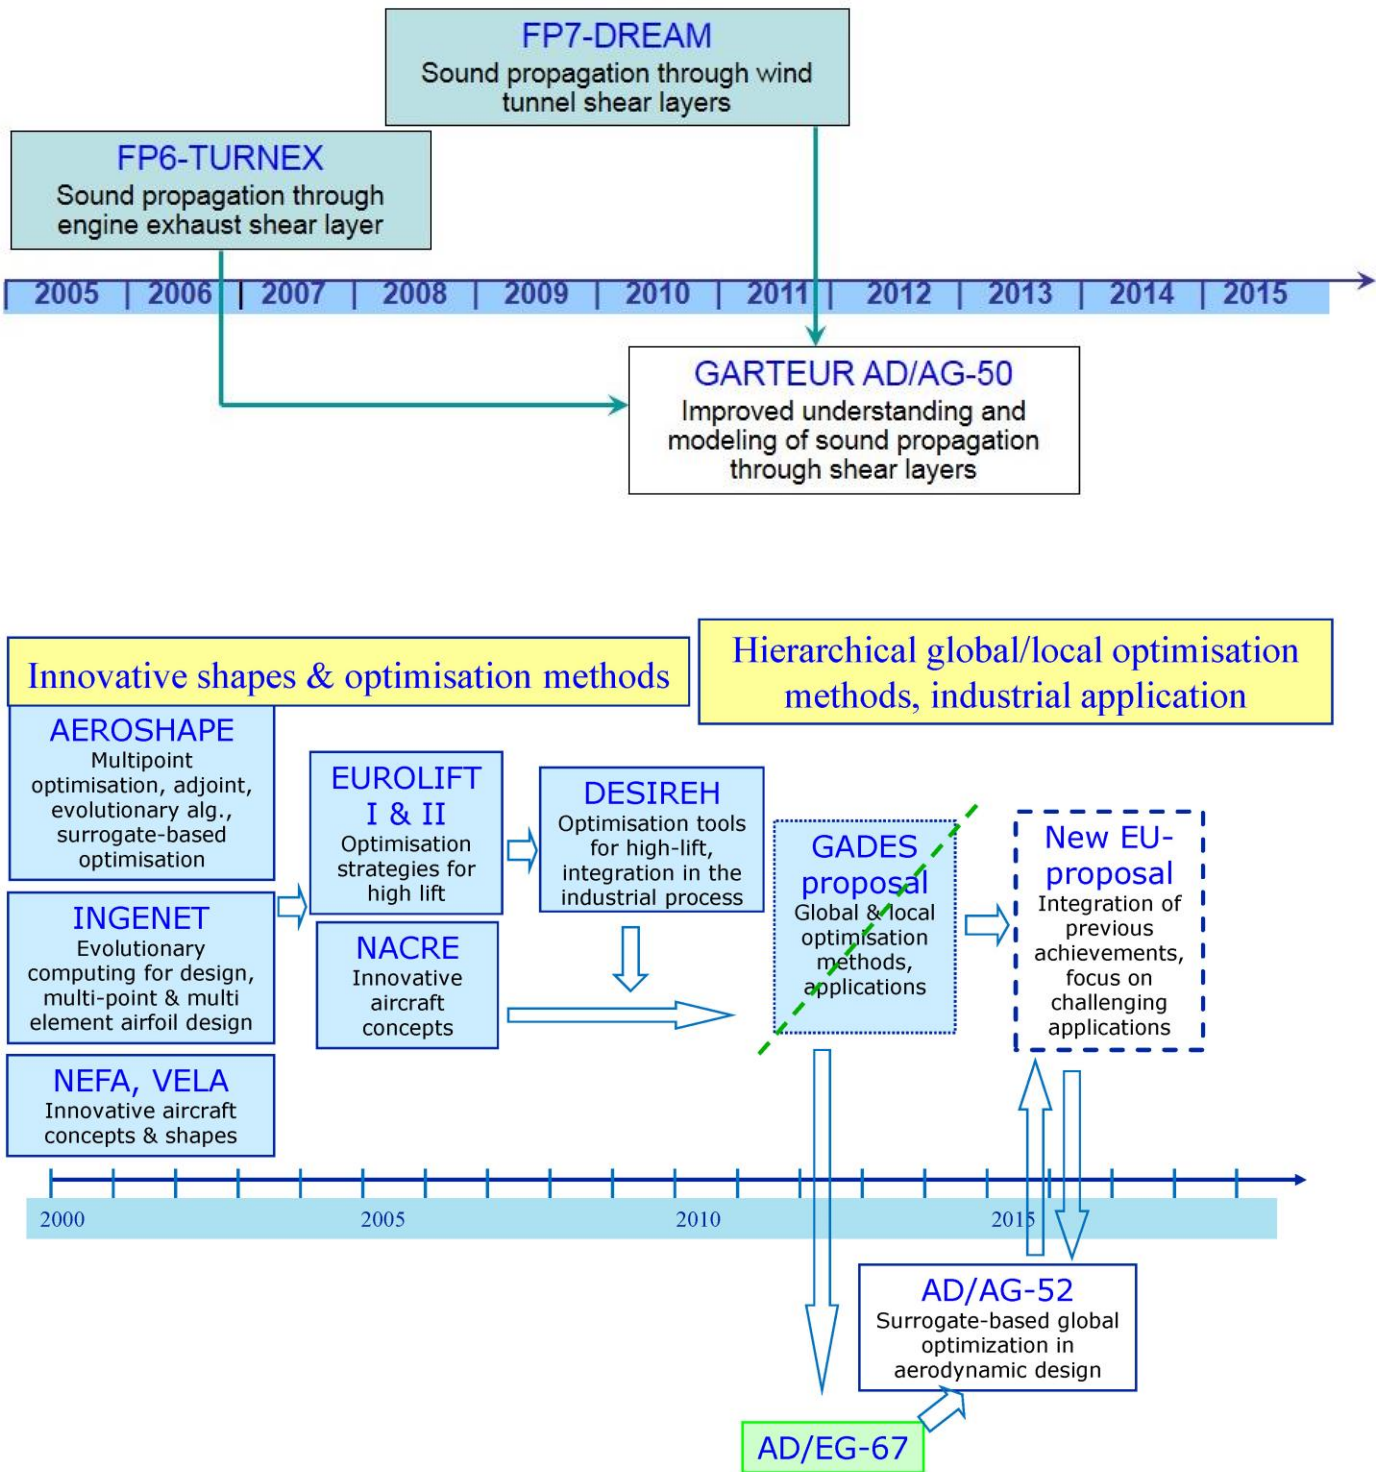 FP7-DREAM
Sound propagation through wind
tunnel shear layers
FP6-TURNEX
Sound propagation through
engine exhaust shear layer
| 2005 | 2006 | 2007 | 2008 | 2009 | 2010 | 2011 | 2012 | 2013 | 2014 | 2015
GARTEUR AD/AG-50
Improved understanding and
modeling of sound propagation
through shear layers
Innovative shapes & optimisation methods
Hierarchical global/local optimisation
methods, industrial application
AEROSHAPE
Multipoint
optimisation, adjoint,
evolutionary alg.,
surrogate-based
optimisation
INGENET
Evolutionary
computing for design,
multi-point & multi
element airfoil design
NEFA, VELA
Innovative aircraft
concepts & shapes
EUROLIFT
I & II
Optimisation
strategies for
high lift
NACRE
Innovative
aircraft
concepts
DESIREH
Optimisation tools
for high-lift,
integration in the
industrial process
GADES
proposal
Global & local
optimisation
methods,
applications
New EU-
proposal
Integration of
previous
achievements,
focus on
challenging
applications
2000 2005 2010 2015
AD/AG-52
Surrogate-based global
optimization in
aerodynamic design
AD/EG-67